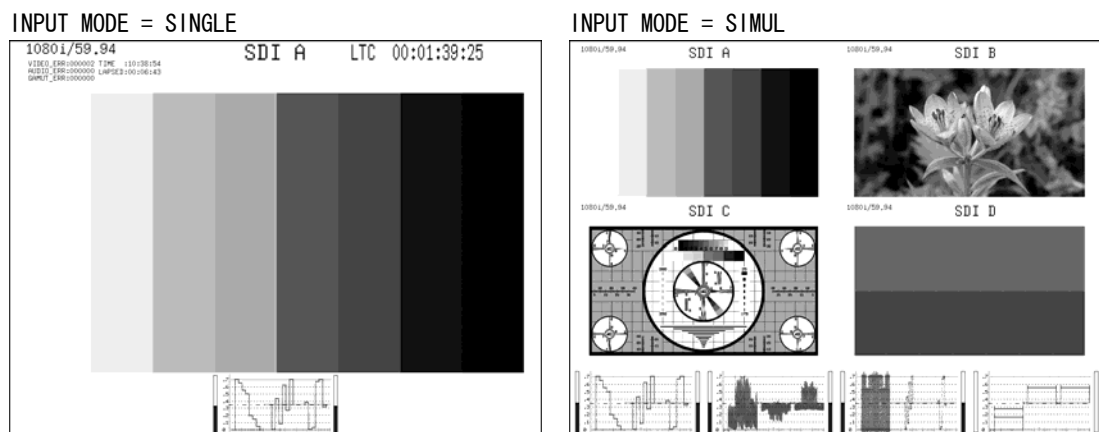 INPUT MODE = SINGLE
1080i/59.94
SDI A
LTC 00:01:39:25
VIDEO_ERR:000002 TIME :10:38:54
AUDIO_ERR:000000 LAPSED:00:06:43
GAMUT_ERR:000000
INPUT MODE = SIMUL
1080i/59.94
SDI A
1080i/59.94
SDI B
1080i/59.94
SDI C
1080i/59.94
SDI D